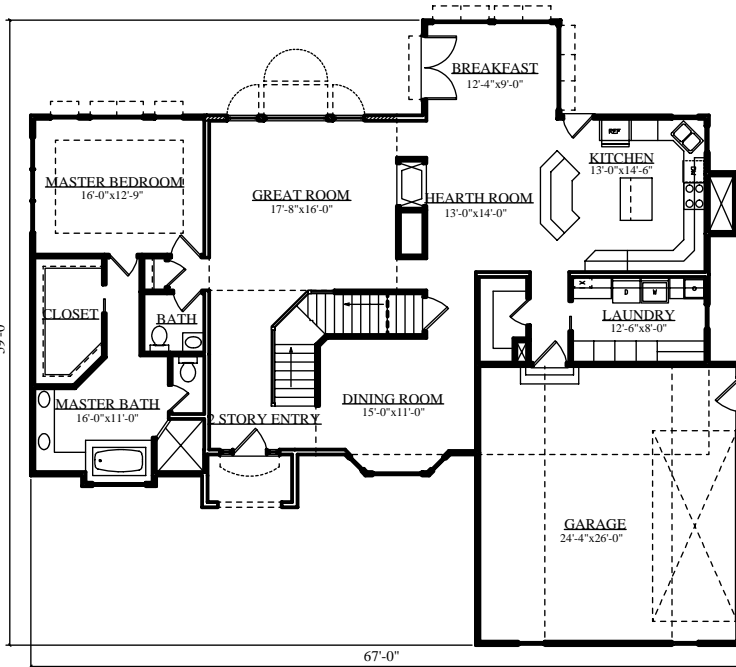 BREAKFAST
12'-4"x9'-0"
REF
KITCHEN
13'-0"x14'-6"
MASTER BEDROOM
16'-0"x12'-9"
GREAT ROOM
17'-8"x16'-0"
HEARTH ROOM
13'-0"x14'-0"
CLOSET
BATH
D
W
LAUNDRY
12'-6"x8'-0"
MASTER BATH
16'-0"x11'-0"
2 STORY ENTRY
DINING ROOM
15'-0"x11'-0"
GARAGE
24'-4"x26'-0"
67'-0"